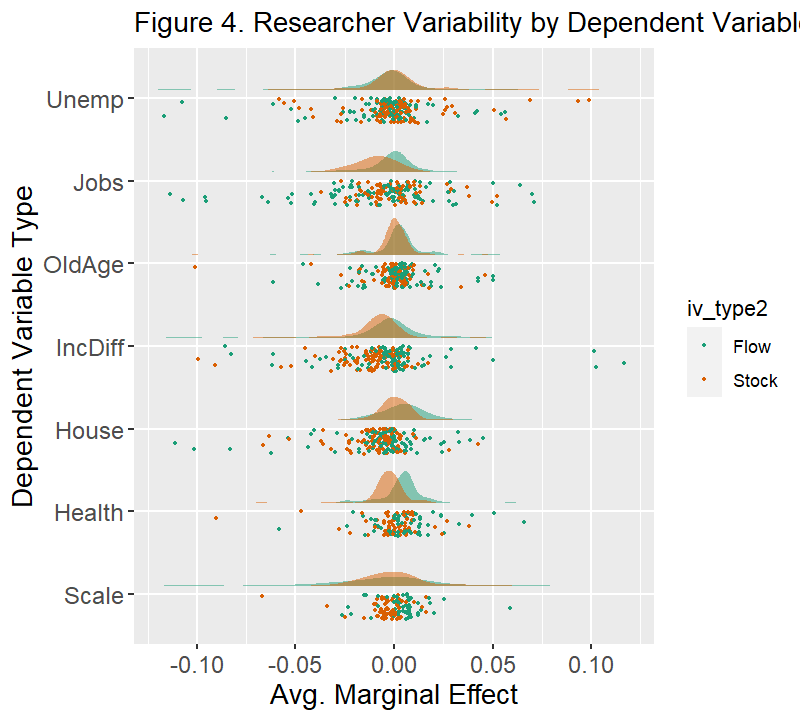 Figure 4. Researcher Variability by Dependent Variable
Unemp
Jobs
OldAge
IncDiff
House
Health
Scale
Dependent Variable Type
-0.10 -0.05 0.00 0.05 0.10
Avg. Marginal Effect
iv_type2
Flow
Stock